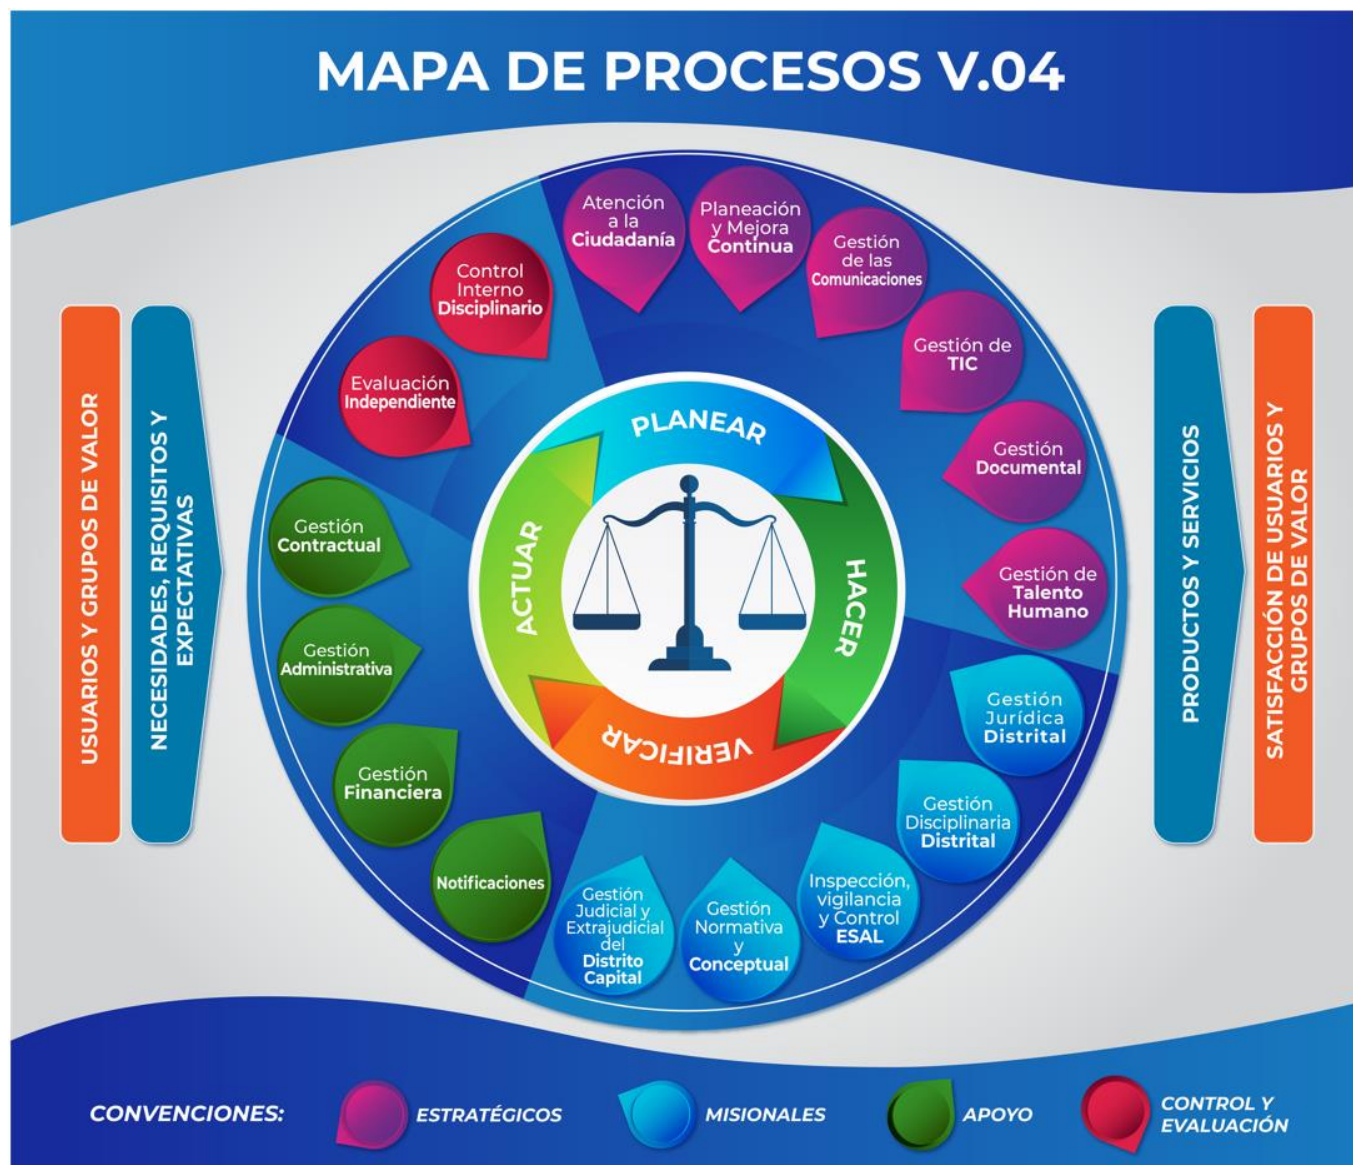 MAPA DE PROCESOS V.04
USUARIOS Y GRUPOS DE VALOR
NECESIDADES, REQUISITOS Y
EXPECTATIVAS
Atención
a la
Ciudadanía
Planeación
y Mejora
Continua
Gestión
de las
Comunicaciones
Gestión de
TIC
Gestión
Documental
Gestión de
Talento
Humano
Gestión
Jurídica
Distrital
Gestión
Disciplinaria
Distrital
Inspección,
vigilancia
y Control
ESAL
Gestión
Normativa
y
Conceptual
Gestión
Judicial y
Extrajudicial
del
Distrito
Capital
Notificaciones
Gestión
Financiera
Gestión
Administrativa
Gestión
Contractual
Evaluación
Independiente
Control
Interno
Disciplinario
PLANEAR
HACER
VERIFICAR
ACTUAR
PRODUCTOS Y SERVICIOS
SATISFACCIÓN DE USUARIOS Y
GRUPOS DE VALOR
CONVENCIONES:
ESTRATÉGICOS
MISIONALES
APOYO
CONTROL Y
EVALUACIÓN